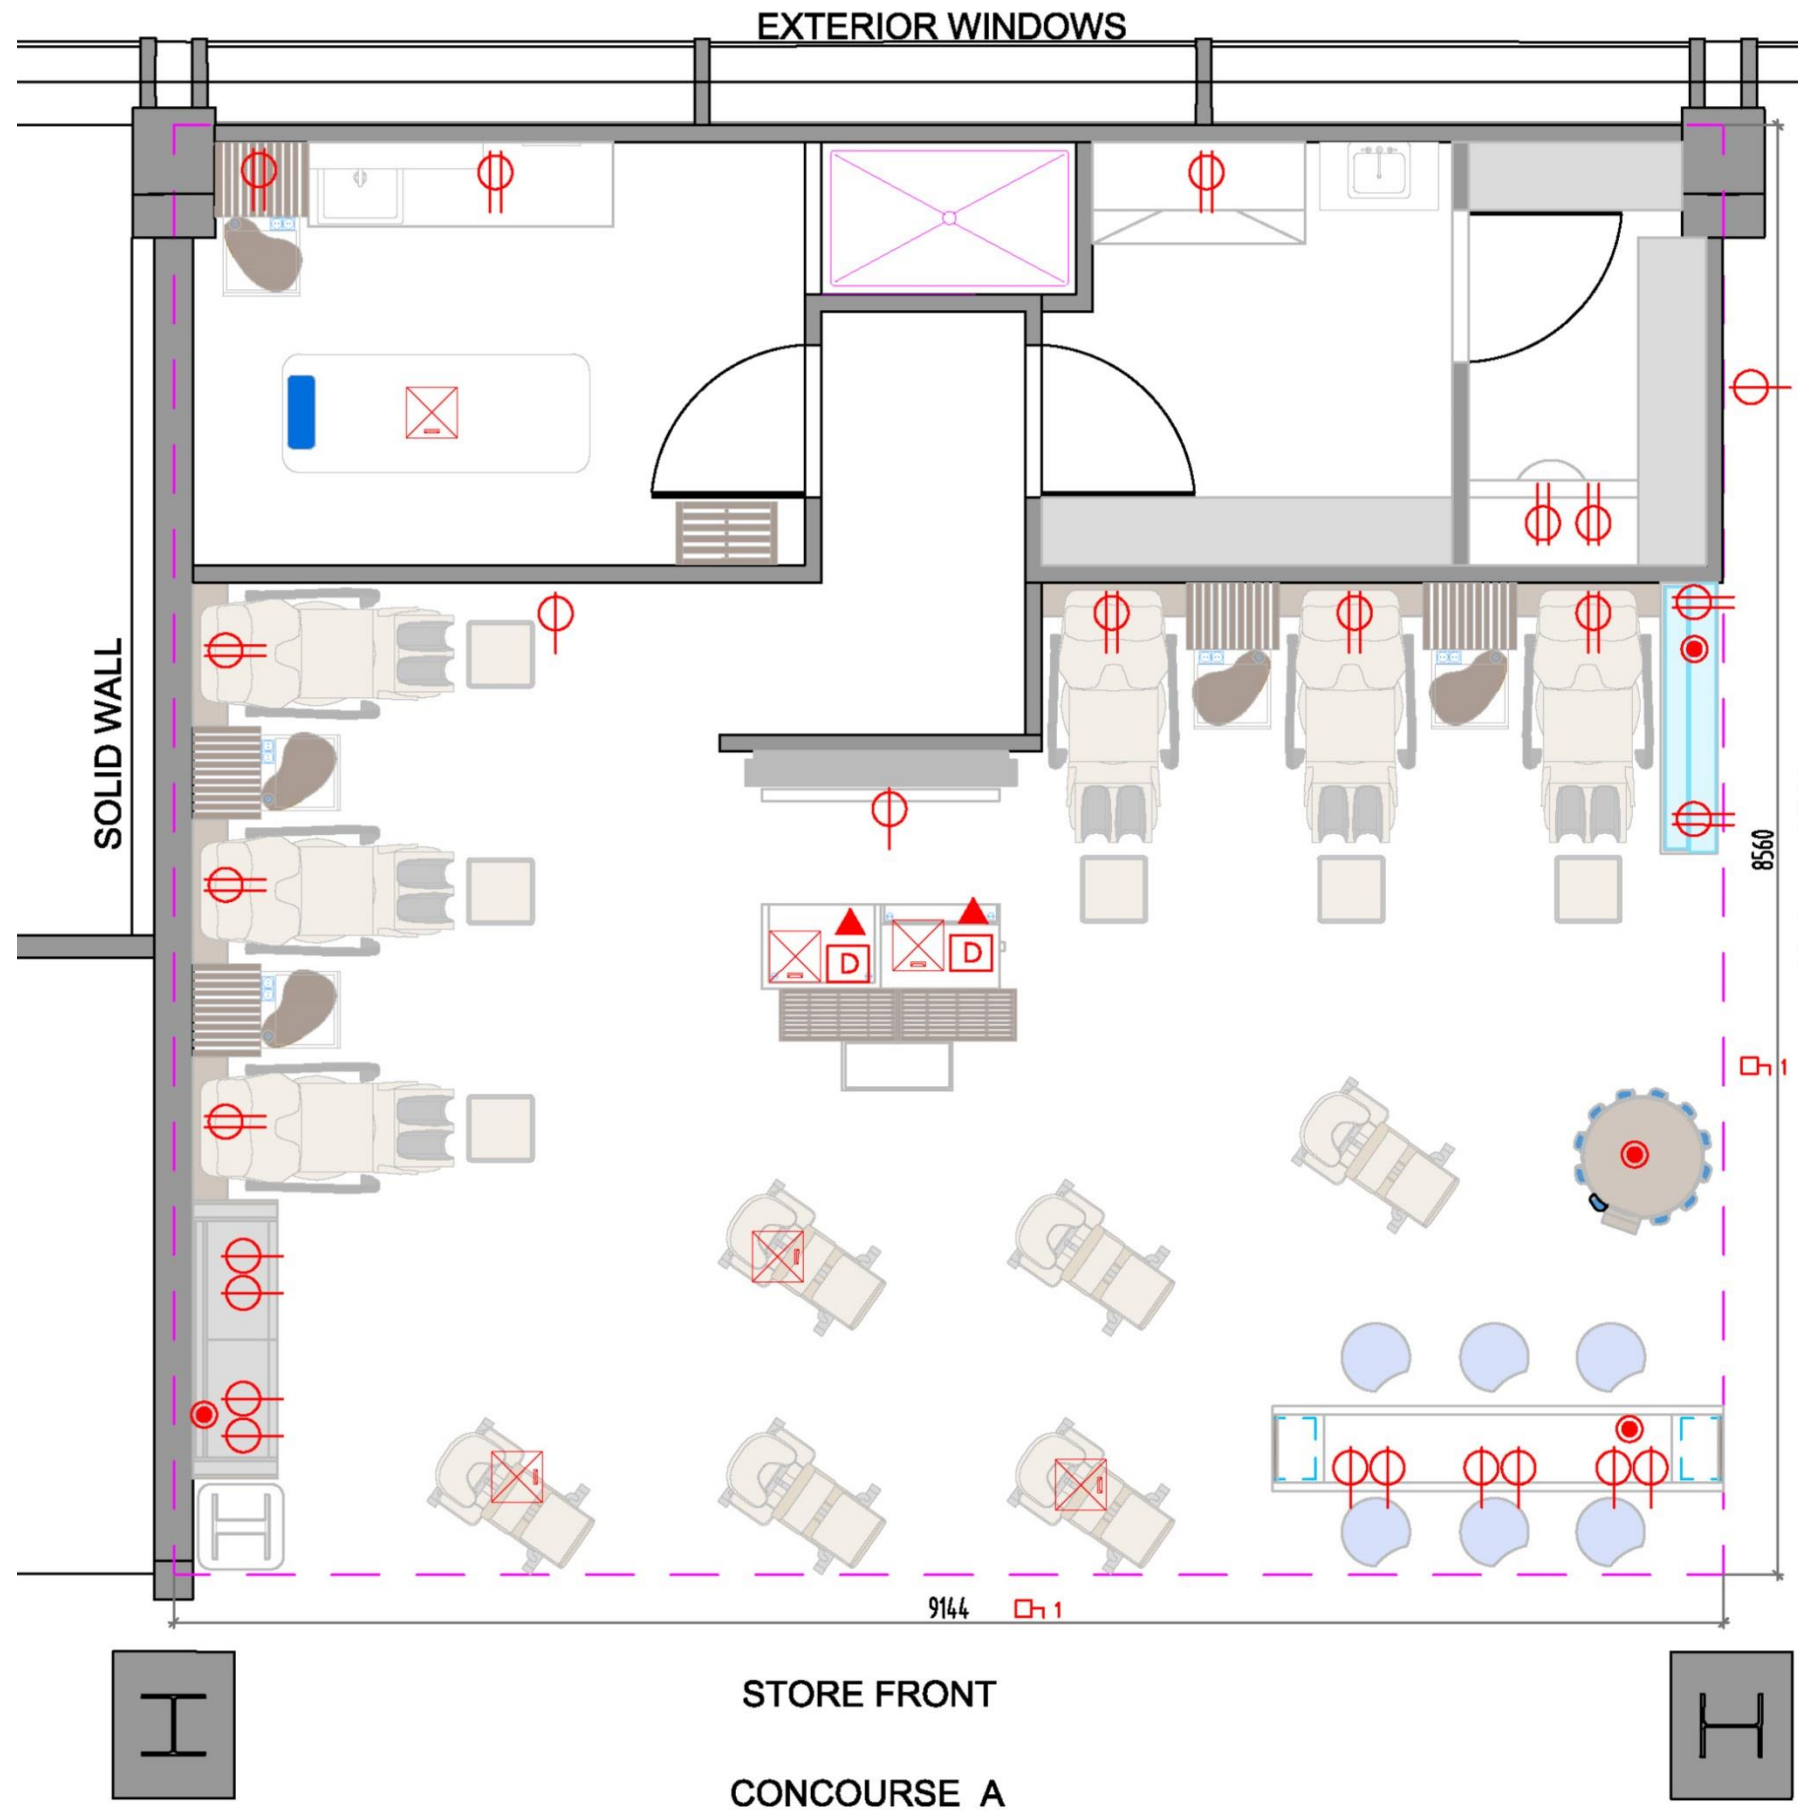 EXTERIOR WINDOWS
SOLID WALL
8560
D
D
1
9144
1
STORE FRONT
CONCOURSE A